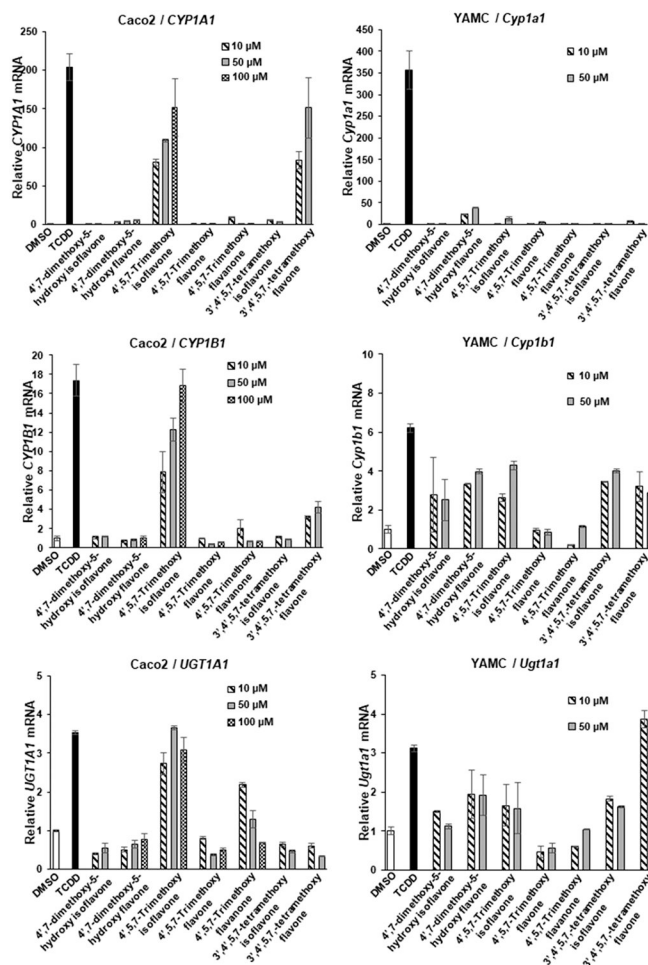 Caco2 / CYP1A1
Relative CYP1A1 mRNA
250
200
150
100
50
0
10 µM
50 µM
100 µM
DMSO
TCDD
4',7-dimethoxy-5-
hydroxy isoflavone
4',7-dimethoxy-5-
hydroxy flavone
4',5,7-Trimethoxy
isoflavone
4',5,7-Trimethoxy
flavone
4',5,7-Trimethoxy
flavanone
3',4',5,7,-tetramethoxy
isoflavone
3',4',5,7,-tetramethoxy
flavone
YAMC / Cyp1a1
Relative Cyp1a1 mRNA
450
400
350
300
250
200
150
100
50
0
10 µM
50 µM
DMSO
TCDD
4',7-dimethoxy-5-
hydroxy isoflavone
4',7-dimethoxy-5-
hydroxy flavone
4',5,7-Trimethoxy
isoflavone
4',5,7-Trimethoxy
flavone
4',5,7-Trimethoxy
flavanone
3',4',5,7,-tetramethoxy
isoflavone
3',4',5,7,-tetramethoxy
flavone
Caco2 / CYP1B1
Relative CYP1B1 mRNA
20
18
16
14
12
10
8
6
4
2
0
10 µM
50 µM
100 µM
DMSO
TCDD
4',7-dimethoxy-5-
hydroxy isoflavone
4',7-dimethoxy-5-
hydroxy flavone
4',5,7-Trimethoxy
isoflavone
4',5,7-Trimethoxy
flavone
4',5,7-Trimethoxy
flavanone
3',4',5,7,-tetramethoxy
isoflavone
3',4',5,7,-tetramethoxy
flavone
YAMC / Cyp1b1
Relative Cyp1b1 mRNA
8
6
4
2
0
10 µM
50 µM
DMSO
TCDD
4',7-dimethoxy-5-
hydroxy isoflavone
4',7-dimethoxy-5-
hydroxy flavone
4',5,7-Trimethoxy
isoflavone
4',5,7-Trimethoxy
flavone
4',5,7-Trimethoxy
flavanone
3',4',5,7,-tetramethoxy
isoflavone
3',4',5,7,-tetramethoxy
flavone
Caco2 / UGT1A1
Relative UGT1A1 mRNA
5
4
3
2
1
0
10 µM
50 µM
100 µM
DMSO
TCDD
4',7-dimethoxy-5-
hydroxy isoflavone
4',7-dimethoxy-5-
hydroxy flavone
4',5,7-Trimethoxy
isoflavone
4',5,7-Trimethoxy
flavone
4',5,7-Trimethoxy
flavanone
3',4',5,7,-tetramethoxy
isoflavone
3',4',5,7,-tetramethoxy
flavone
YAMC / Ugt1a1
Relative Ugt1a1 mRNA
5
4
3
2
1
0
10 µM
50 µM
DMSO
TCDD
4',7-dimethoxy-5-
hydroxy isoflavone
4',7-dimethoxy-5-
hydroxy flavone
4',5,7-Trimethoxy
isoflavone
4',5,7-Trimethoxy
flavone
4',5,7-Trimethoxy
flavanone
3',4',5,7,-tetramethoxy
isoflavone
3',4',5,7,-tetramethoxy
flavone